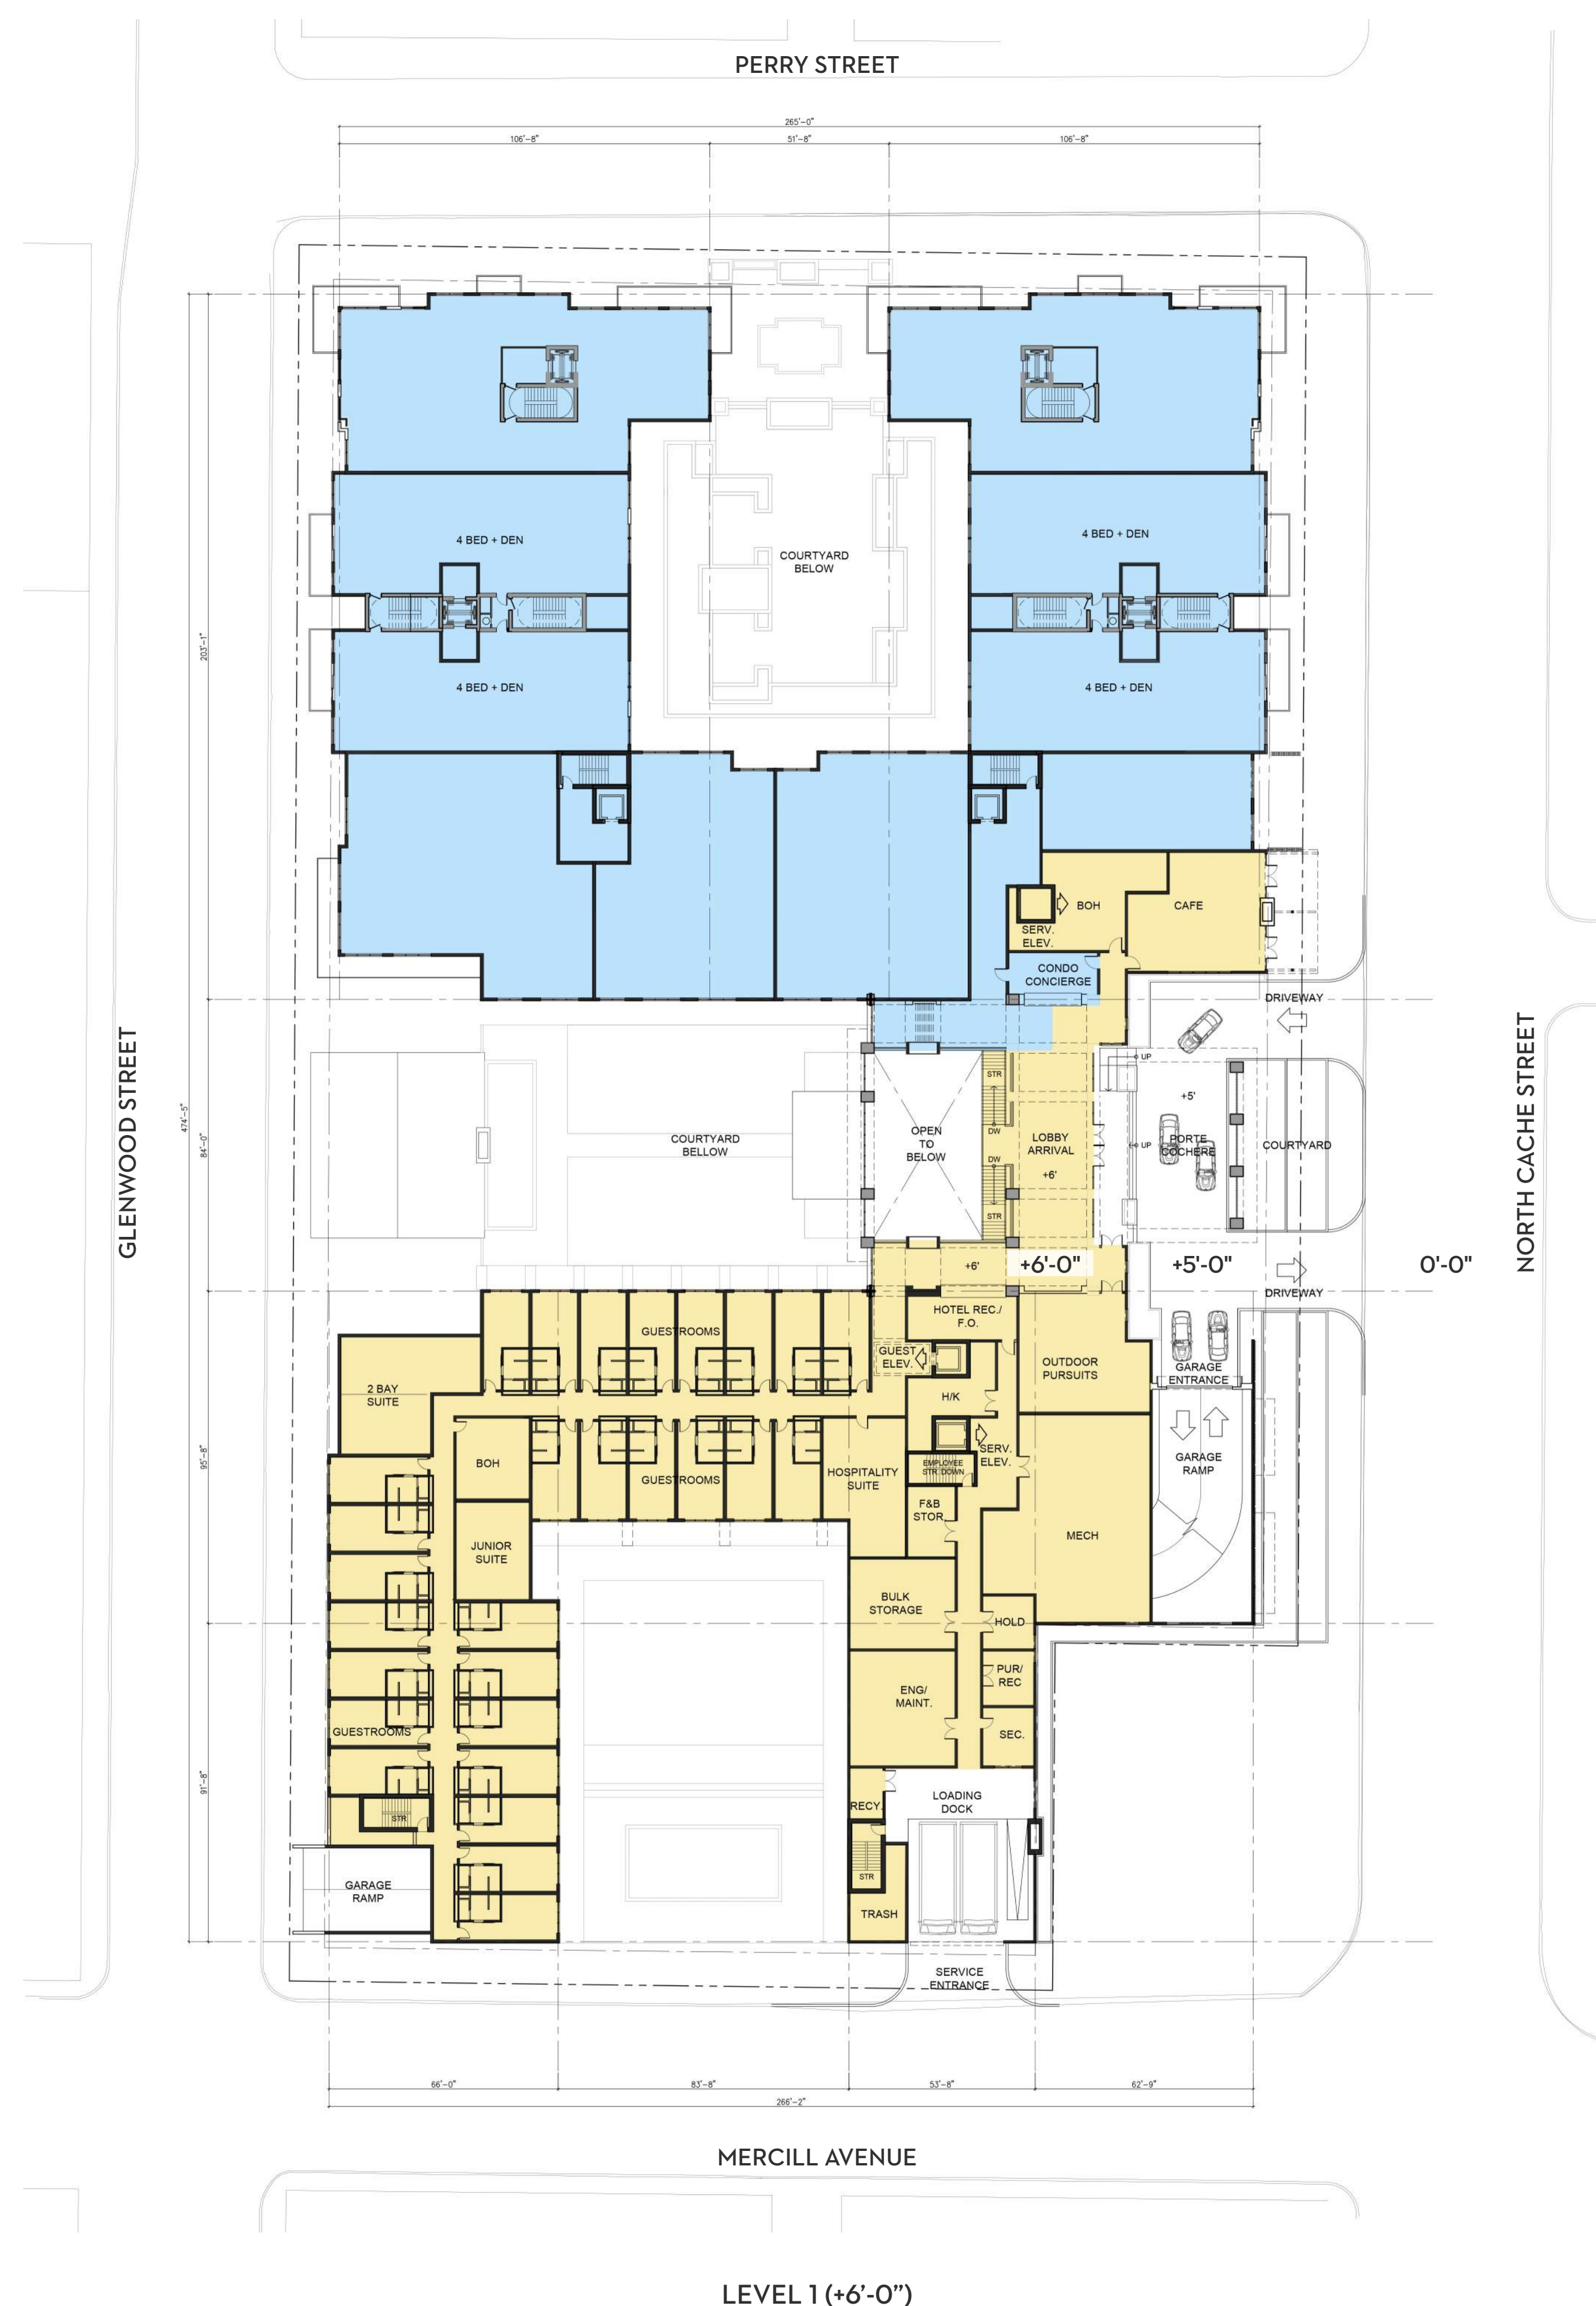 PERRY STREET
265'-0"
106'-8"
51'-8"
106'-8"
4 BED + DEN
4 BED + DEN
COURTYARD
BELOW
203'-1"
4 BED + DEN
4 BED + DEN
BOH
CAFE
SERV.
ELEV.
CONDO
CONCIERGE
DRIVEWAY
GLENWOOD STREET
NORTH CACHE STREET
474'-5"
84'-0"
UP
STR
+5'
DW
COURTYARD
BELLOW
OPEN
TO
BELOW
LOBBY
ARRIVAL
UP
PORTE
COCHERE
COURTYARD
DW
+6'
STR
+6'
+6'-0"
+5'-0"
0'-0"
DRIVEWAY
HOTEL REC./
F.O.
GUESTROOMS
GUEST
ELEV.
OUTDOOR
PURSUITS
GARAGE
ENTRANCE
2 BAY
SUITE
H/K
95'-8"
BOH
GUESTROOMS
HOSPITALITY
SUITE
SERV.
ELEV.
EMPLOYEE
STR. DOWN
GARAGE
RAMP
F&B
STOR.
MECH
JUNIOR
SUITE
BULK
STORAGE
HOLD
PUR/
REC
ENG/
MAINT.
GUESTROOMS
SEC.
91'-8"
RECY.
LOADING
DOCK
STR
STR
GARAGE
RAMP
TRASH
SERVICE
ENTRANCE
66'-0"
83'-8"
53'-8"
62'-9"
266'-2"
MERCILL AVENUE
LEVEL 1 (+6'-0")